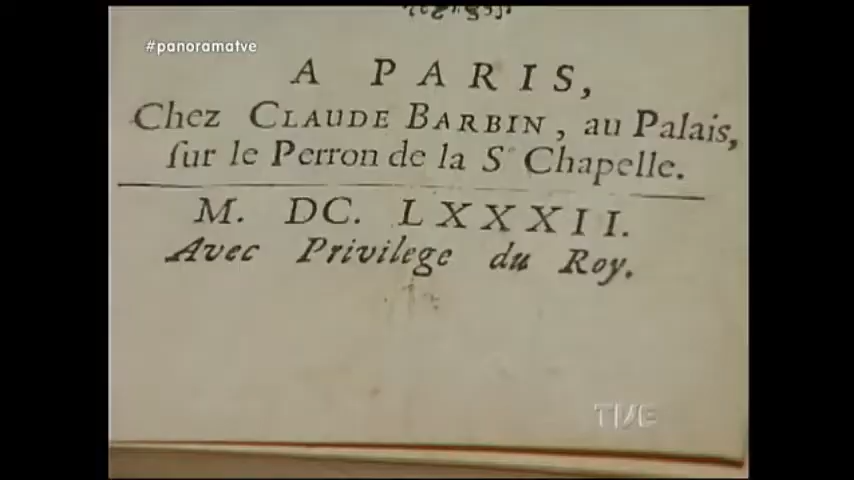 #panoramatve
A PARIS,
Chez CLAUDE BARBIN, au Palais,
ſur le Perron de la Sᵗ Chapelle.
M. DC. LXXXII.
Avec Privilege du Roy.
TVE